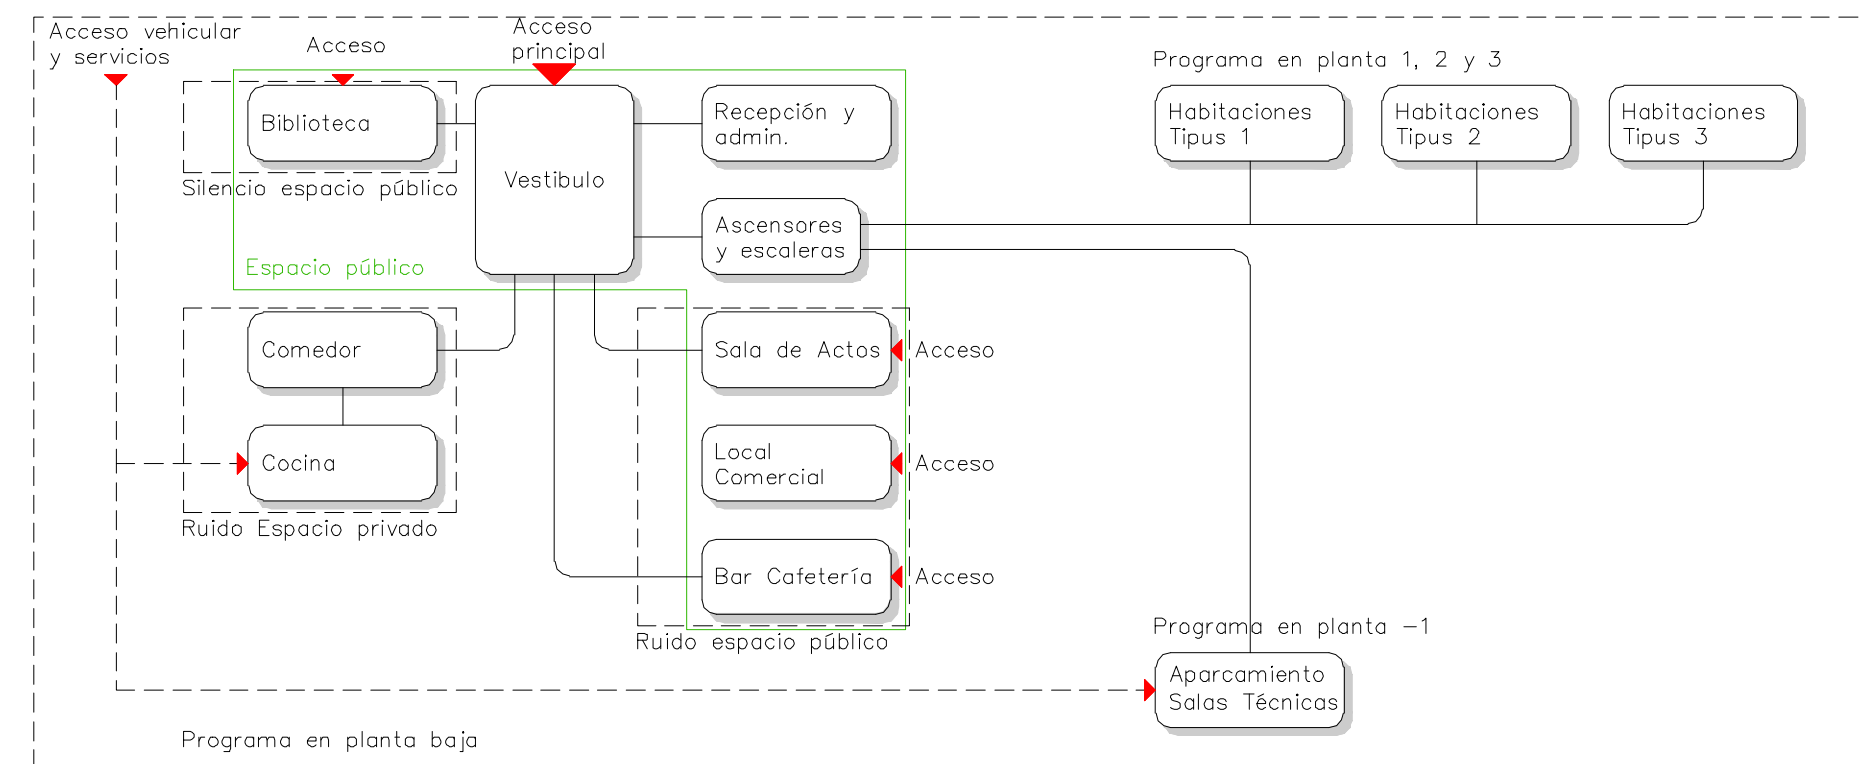 Acceso vehicular
y servicios
Acceso
Acceso
principal
Programa en planta 1, 2 y 3
Biblioteca
Vestibulo
Recepción y
admin.
Habitaciones
Tipus 1
Habitaciones
Tipus 2
Habitaciones
Tipus 3
Silencio espacio público
Ascensores
y escaleras
Espacio público
Comedor
Sala de Actos
Acceso
Cocina
Local
Comercial
Acceso
Ruido Espacio privado
Bar Cafetería
Acceso
Ruido espacio público
Programa en planta -1
Aparcamiento
Salas Técnicas
Programa en planta baja